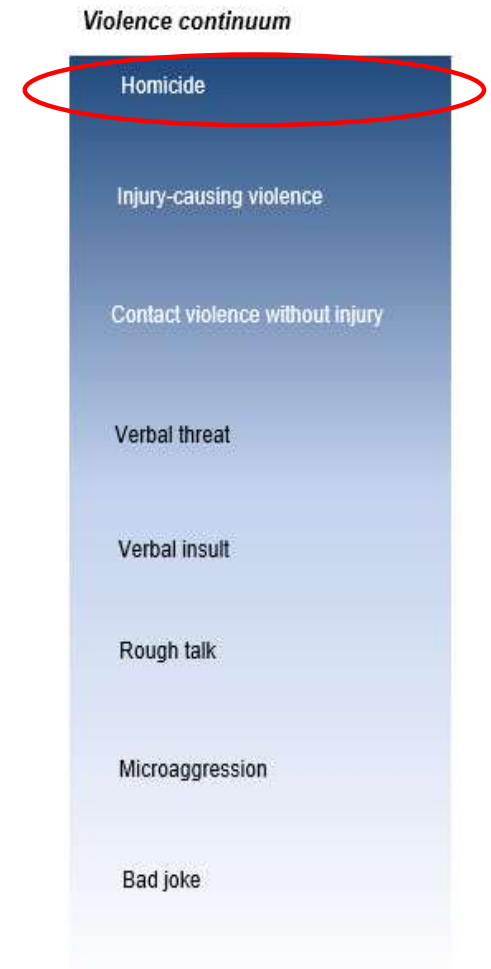 Violence continuum
Homicide
Injury-causing violence
Contact violence without injury
Verbal threat
Verbal insult
Rough talk
Microaggression
Bad joke